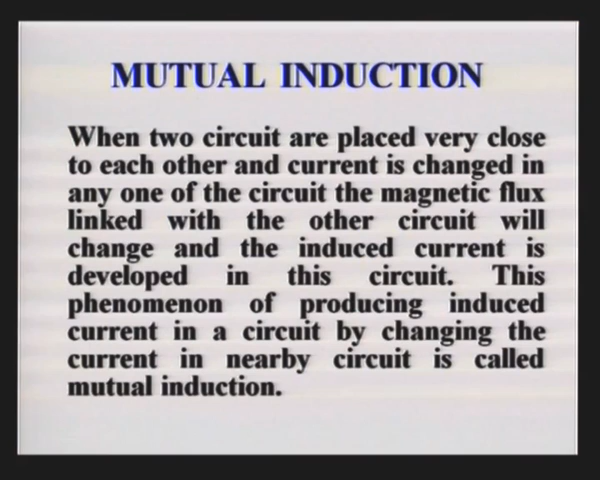 MUTUAL INDUCTION
When two circuit are placed very close
to each other and current is changed in
any one of the circuit the magnetic flux
linked with the other circuit will
change and the induced current is
developed in this circuit. This
phenomenon of producing induced
current in a circuit by changing the
current in nearby circuit is called
mutual induction.